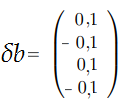 δb = ( 0,1
− 0,1
0,1
− 0,1 )